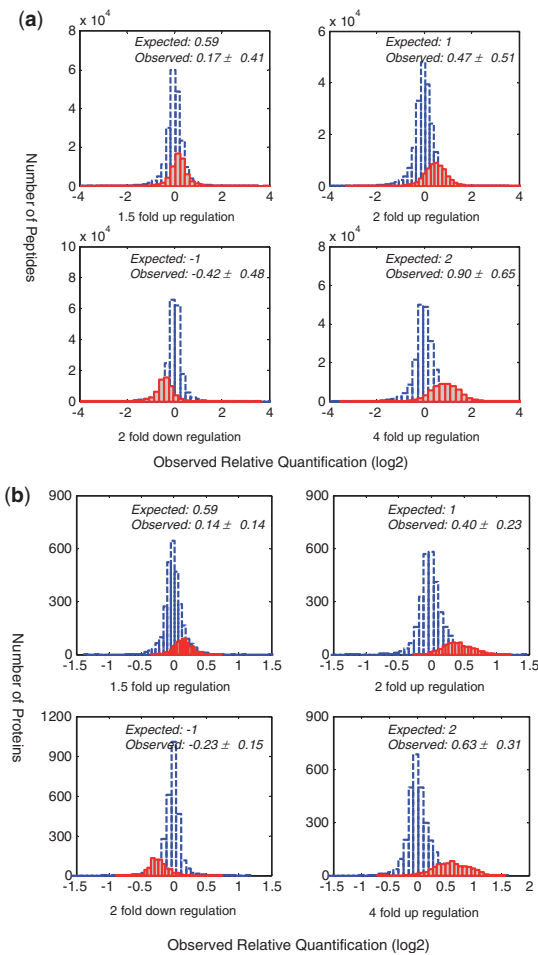 (a)
8 x 10^4
6
4
2
0
-4 -2 0 2 4
Expected: 0.59
Observed: 0.17 ± 0.41
1.5 fold up regulation
6 x 10^4
4
2
0
-4 -2 0 2 4
Expected: 1
Observed: 0.47 ± 0.51
2 fold up regulation
Number of Peptides
10 x 10^4
8
6
4
2
0
-4 -2 0 2 4
Expected: -1
Observed: -0.42 ± 0.48
2 fold down regulation
8 x 10^4
6
4
2
0
-4 -2 0 2 4
Expected: 2
Observed: 0.90 ± 0.65
4 fold up regulation
Observed Relative Quantification (log2)
(b)
900
600
300
0
-1.5 -1 -0.5 0 0.5 1 1.5
Expected: 0.59
Observed: 0.14 ± 0.14
1.5 fold up regulation
900
600
300
0
-1.5 -1 -0.5 0 0.5 1 1.5
Expected: 1
Observed: 0.40 ± 0.23
2 fold up regulation
Number of Proteins
1200
900
600
300
0
-1.5 -1 -0.5 0 0.5 1 1.5
Expected: -1
Observed: -0.23 ± 0.15
2 fold down regulation
900
600
300
0
-1.5 -1 -0.5 0 0.5 1 1.5 2
Expected: 2
Observed: 0.63 ± 0.31
4 fold up regulation
Observed Relative Quantification (log2)